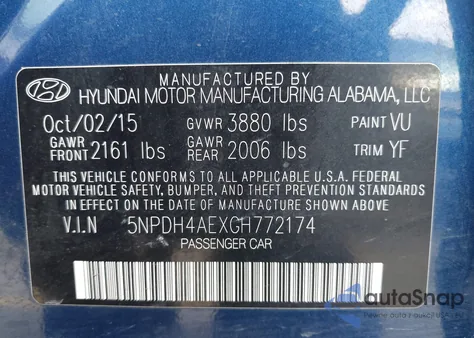 MANUFACTURED BY
HYUNDAI MOTOR MANUFACTURING ALABAMA, LLC
Oct/02/15 GVWR 3880 lbs PAINT VU
GAWR FRONT 2161 lbs GAWR REAR 2006 lbs TRIM YF
THIS VEHICLE CONFORMS TO ALL APPLICABLE U.S.A. FEDERAL
MOTOR VEHICLE SAFETY, BUMPER, AND THEFT PREVENTION STANDARDS
IN EFFECT ON THE DATE OF MANUFACTURE SHOWN ABOVE.
V.I.N 5NPDH4AEXGH772174
PASSENGER CAR
autoSnap